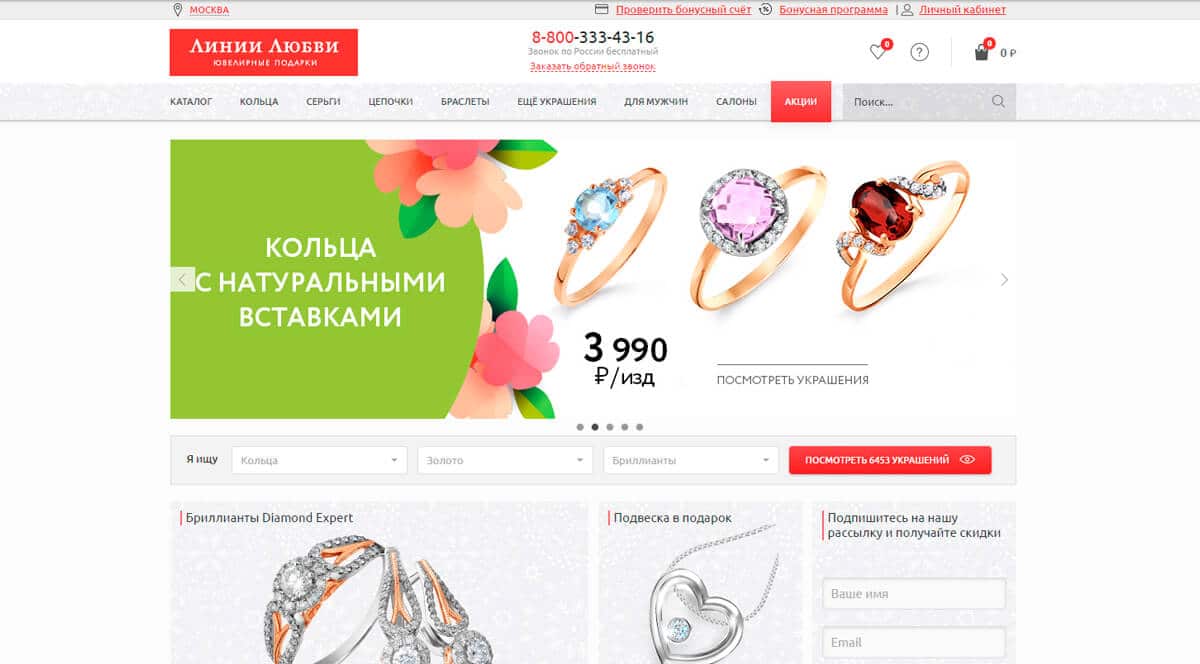 МОСКВА
Проверить бонусный счёт
Бонусная программа
Личный кабинет
ЛИНИИ ЛЮБВИ
ЮВЕЛИРНЫЕ ПОДАРКИ
8-800-333-43-16
Звонок по России бесплатный
Заказать обратный звонок
0
?
0
0 ₽
КАТАЛОГ
КОЛЬЦА
СЕРЬГИ
ЦЕПОЧКИ
БРАСЛЕТЫ
ЕЩЁ УКРАШЕНИЯ
ДЛЯ МУЖЧИН
САЛОНЫ
АКЦИИ
Поиск...
КОЛЬЦА
С НАТУРАЛЬНЫМИ
ВСТАВКАМИ
3 990
₽/изд
ПОСМОТРЕТЬ УКРАШЕНИЯ
Я ищу
Кольца
Золото
Бриллианты
ПОСМОТРЕТЬ 6453 УКРАШЕНИЙ
Бриллианты Diamond Expert
Подвеска в подарок
Подпишитесь на нашу
рассылку и получайте скидки
Ваше имя
Email